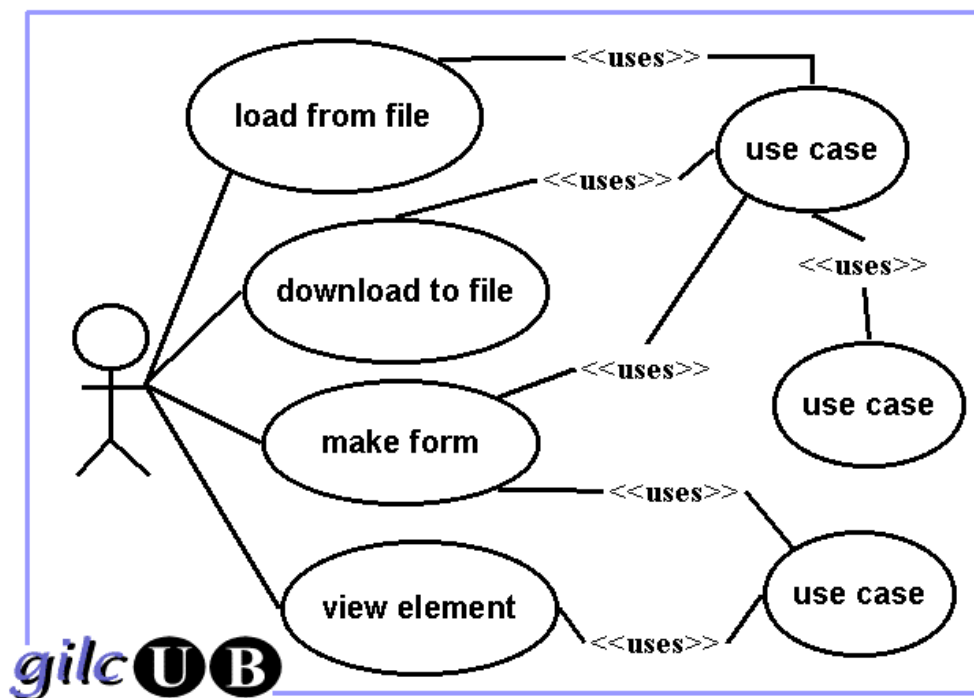 <<uses>>
load from file
use case
<<uses>>
<<uses>>
download to file
<<uses>>
use case
make form
<<uses>>
use case
view element
<<uses>>
gilc U B